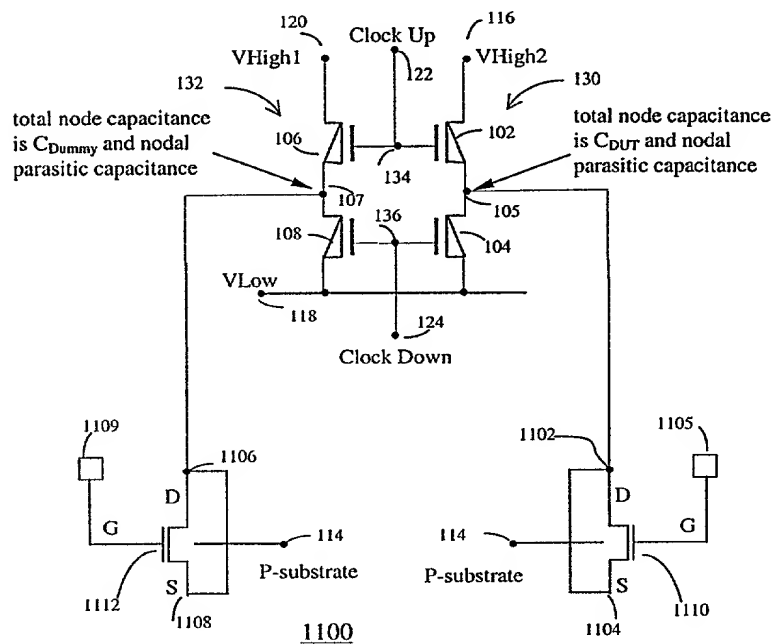 120
116
Clock Up
VHigh1
VHigh2
122
132
130
total node capacitance
is CDummy and nodal
parasitic capacitance
total node capacitance
is CDUT and nodal
parasitic capacitance
106
102
134
107
105
136
108
104
VLow
118
124
Clock Down
1109
1105
1106
1102
D
D
G
G
114
114
P-substrate
P-substrate
S
S
1112
1108
1104
1110
1100